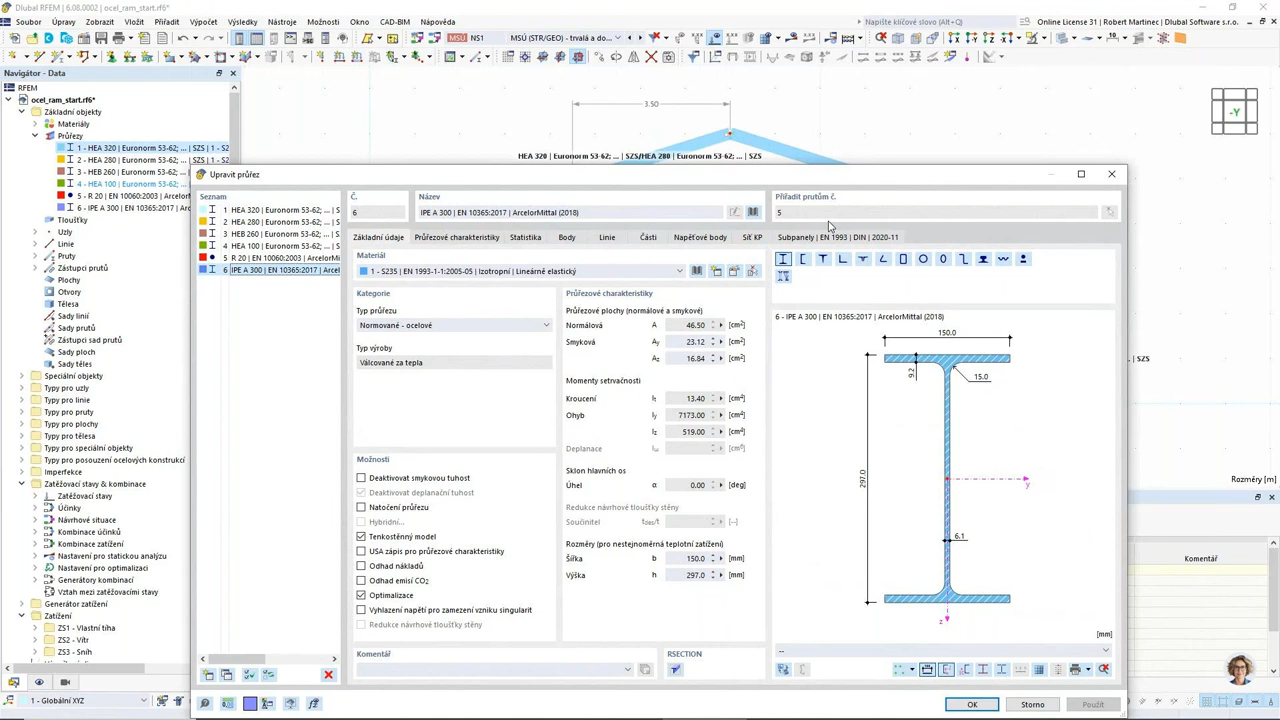 Dlubal RFEM | 6.08.0002 | ocel_ram_start.rf6*
Soubor Úpravy Zobrazit Vložit Přiřadit Výpočet Výsledky Nástroje Možnosti Okno CAD-BIM Nápověda
Napište klíčové slovo (Alt+Q)
Online License 31 | Robert Martinec | Dlubal Software s.r.o.
MSÚ NS1 MSÚ (STR/GEO) — trvalá a do...
Navigátor - Data
RFEM
ocel_ram_start.rf6*
Základní objekty
Materiály
Průřezy
1 - HEA 320 | Euronorm 53-62; ... | SZS | 1 - S2
2 - HEA 280 | Euronorm 53-62; ... | SZS | 1 - S
3 - HEB 260 | Euronorm 53-62; ... | SZS | 1 - S
4 - HEA 100 | Euronorm 53-62; ... | SZS | 1 - S
5 - R 20 | EN 10060:2003 | ArcelorMittal (201
6 - IPE A 300 | EN 10365:2017 | ArcelorMittal
Tloušťky
Uzly
Linie
Pruty
Zástupci prutů
Plochy
Otvory
Tělesa
Sady linií
Sady prutů
Zástupci sad prutů
Sady ploch
Sady těles
Speciální objekty
Typy pro uzly
Typy pro linie
Typy pro pruty
Typy pro plochy
Typy pro tělesa
Typy pro speciální objekty
Typy pro posouzení ocelových konstrukcí
Imperfekce
Zatěžovací stavy & kombinace
Zatěžovací stavy
Účinky
Návrhové situace
Kombinace účinků
Kombinace zatížení
Nastavení pro statickou analýzu
Nastavení pro optimalizaci
Generátory kombinací
Vztah mezi zatěžovacími stavy
Generátor zatížení
Zatížení
ZS1 - Vlastní tíha
ZS2 - Vítr
ZS3 - Sníh
1 - Globální XYZ
3.50
HEA 320 | Euronorm 53-62; ... | SZS/HEA 280 | Euronorm 53-62; ... | SZS
-Y
... | SZS
Rozměry [m]
Komentář
Upravit průřez
Seznam
1 HEA 320 | Euronorm 53-62; ... | SZS
2 HEA 280 | Euronorm 53-62; ... | SZS
3 HEB 260 | Euronorm 53-62; ... | SZS
4 HEA 100 | Euronorm 53-62; ... | SZS
5 R 20 | EN 10060:2003 | ArcelorMitta
6 IPE A 300 | EN 10365:2017 | Arcel
Č.
6
Název
IPE A 300 | EN 10365:2017 | ArcelorMittal (2018)
Přiřadit prutům č.
5
Základní údaje Průřezové charakteristiky Statistika Body Linie Části Napěťové body Síť KP Subpanely | EN 1993 | DIN | 2020-11
Materiál
1 - S235 | EN 1993-1-1:2005-05 | Izotropní | Lineárně elastický
Kategorie
Typ průřezu
Normované - ocelové
Typ výroby
Válcované za tepla
Možnosti
Deaktivovat smykovou tuhost
Deaktivovat deplanační tuhost
Natočení průřezu
Hybridní...
Tenkostěnný model
USA zápis pro průřezové charakteristiky
Odhad nákladů
Odhad emisí CO₂
Optimalizace
Vyhlazení napětí pro zamezení vzniku singularit
Redukce návrhové tloušťky stěny
Průřezové charakteristiky
Průřezové plochy (normálové a smykové)
Normálová A 46.50 [cm²]
Smyková Ay 23.12 [cm²]
Az 16.84 [cm²]
Momenty setrvačnosti
Kroucení It 13.40 [cm⁴]
Ohyb Iy 7173.00 [cm⁴]
Iz 519.00 [cm⁴]
Deplanace Iω [cm⁶]
Sklon hlavních os
Úhel α 0.00 [deg]
Redukce návrhové tloušťky stěny
Součinitel tdes/t [--]
Rozměry (pro nestejnoměrná teplotní zatížení)
Šířka b 150.0 [mm]
Výška h 297.0 [mm]
6 - IPE A 300 | EN 10365:2017 | ArcelorMittal (2018)
150.0
9.2
15.0
297.0
y
6.1
z
[mm]
--
Komentář
RSECTION
OK Storno Použít